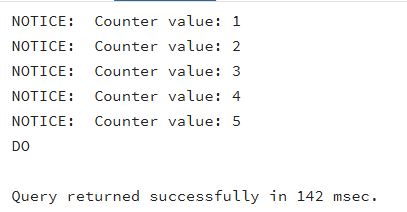 NOTICE:  Counter value: 1
NOTICE:  Counter value: 2
NOTICE:  Counter value: 3
NOTICE:  Counter value: 4
NOTICE:  Counter value: 5
DO
Query returned successfully in 142 msec.